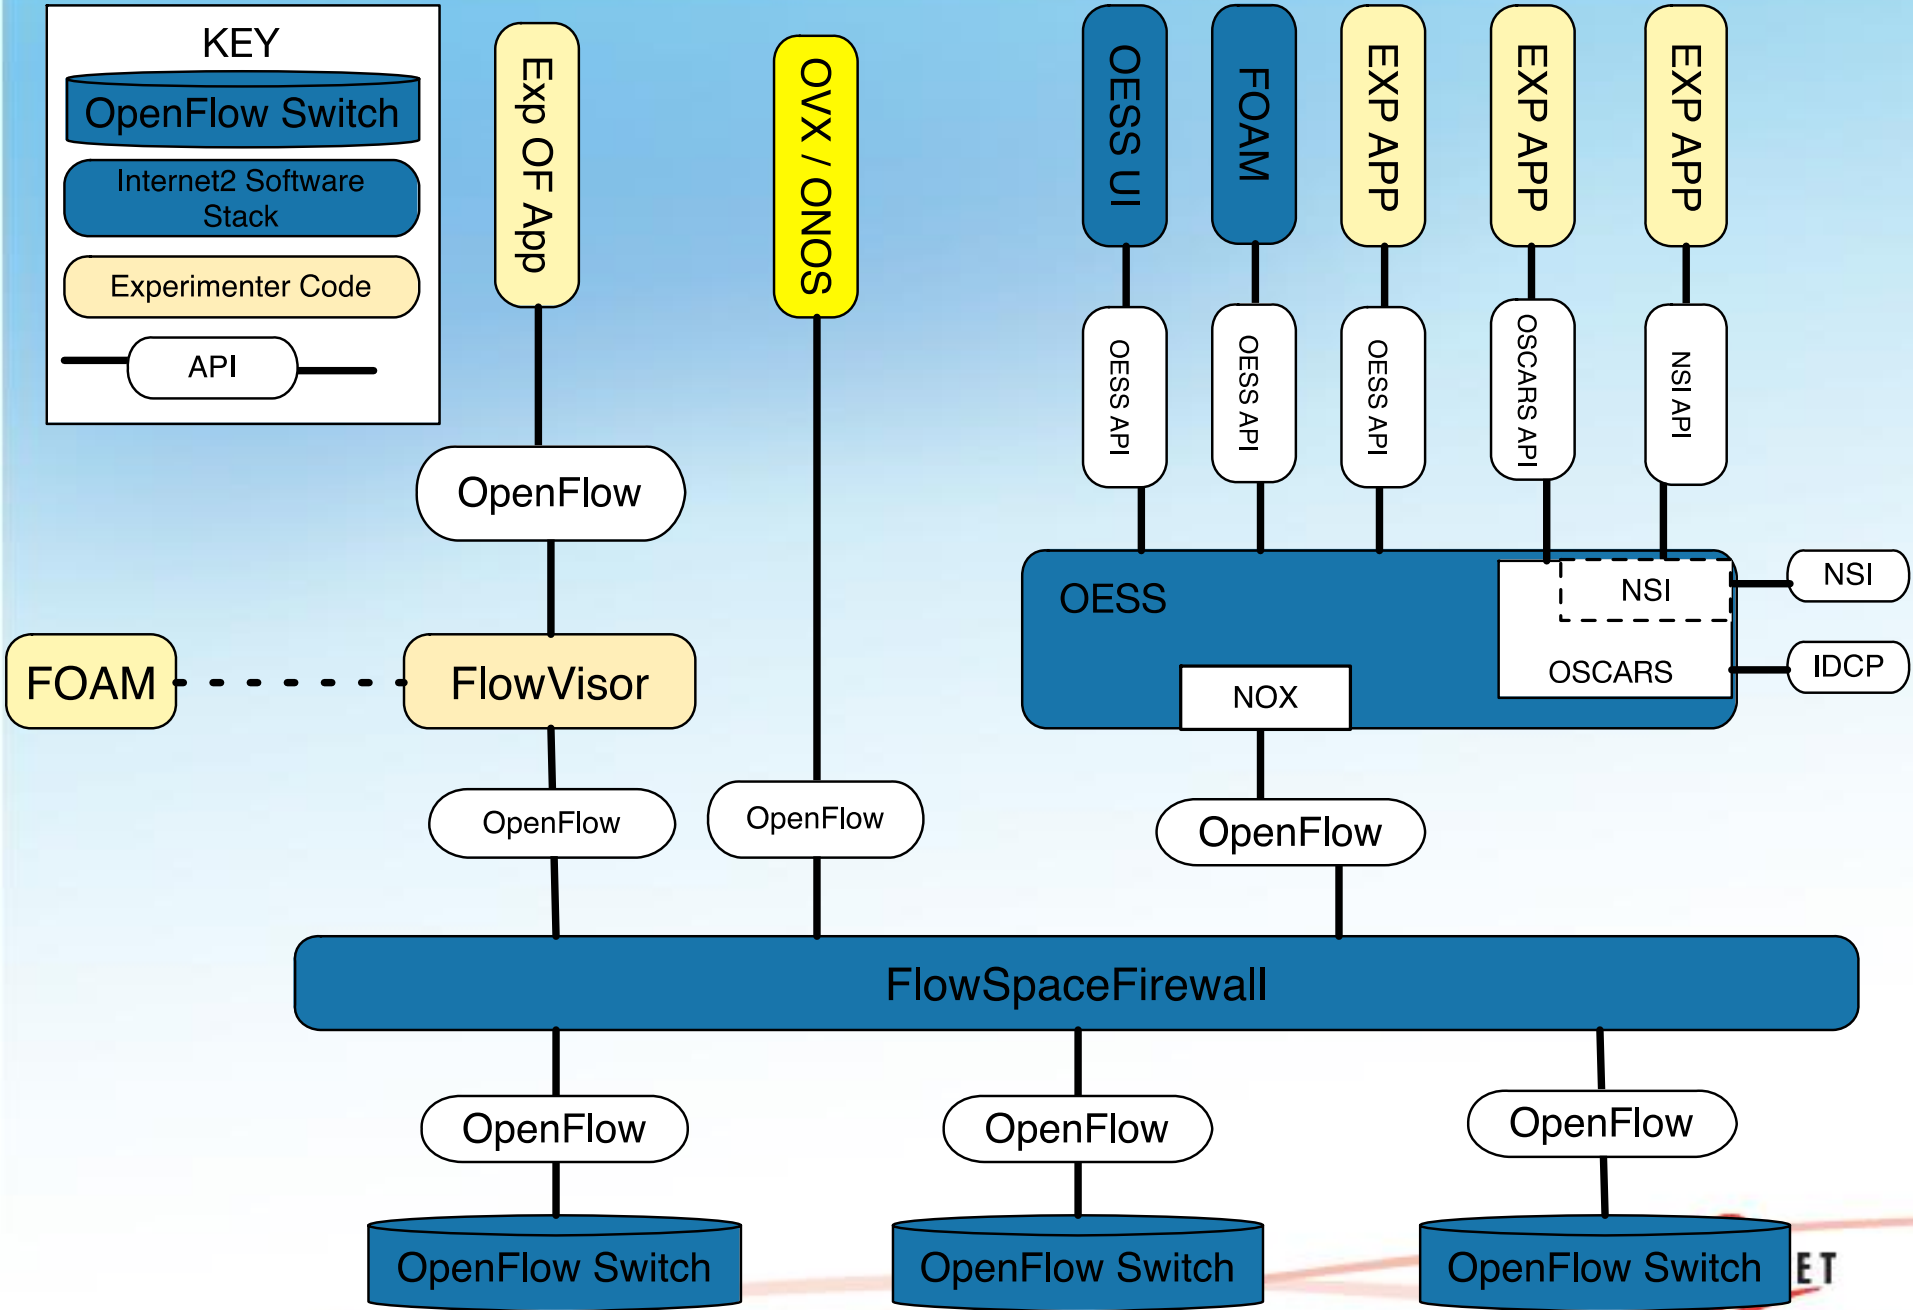 KEY
OpenFlow Switch
Internet2 Software
Stack
Experimenter Code
API
Exp OF App
OVX / ONOS
OESS UI
FOAM
EXP APP
EXP APP
EXP APP
OESS API
OESS API
OESS API
OSCARS API
NSI API
OpenFlow
OESS
NSI
NSI
OSCARS
IDCP
NOX
FOAM
FlowVisor
OpenFlow
OpenFlow
OpenFlow
FlowSpaceFirewall
OpenFlow
OpenFlow
OpenFlow
OpenFlow Switch
OpenFlow Switch
OpenFlow Switch
ET